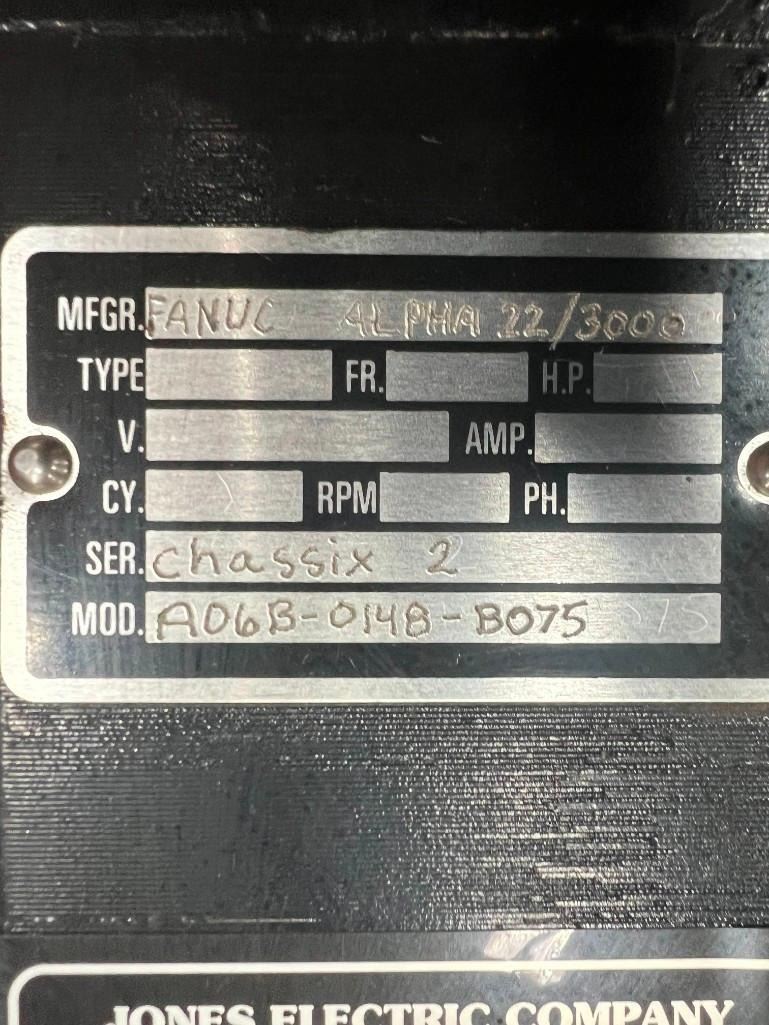 MFGR. FANUC ALPHA 22/3000
TYPE FR. H.P.
V. AMP.
CY. RPM PH.
SER. chassix 2
MOD. A06B-0148-B075 75
JONES ELECTRIC COMPANY